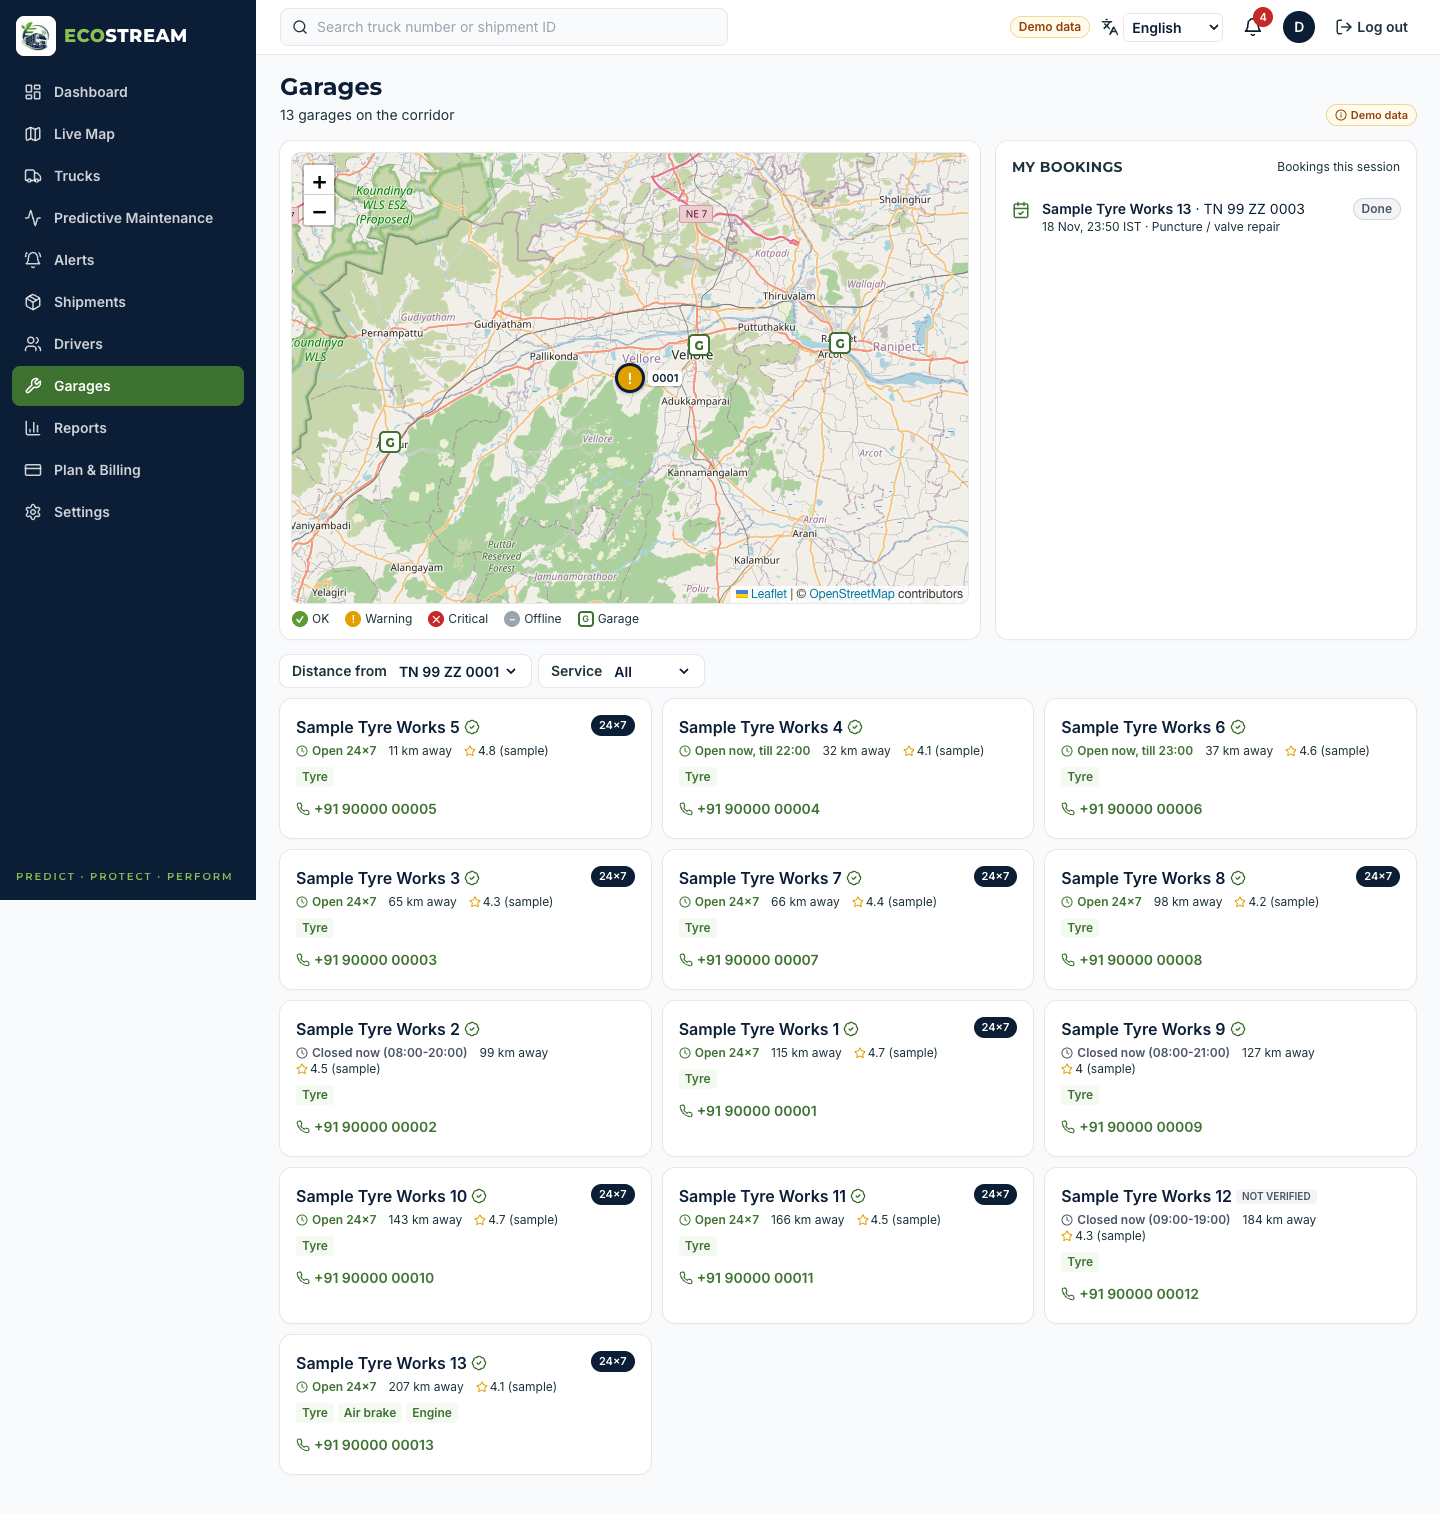 ECOSTREAM
Search truck number or shipment ID
Demo data
English
4
D
Log out
Dashboard
Live Map
Trucks
Predictive Maintenance
Alerts
Shipments
Drivers
Garages
Reports
Plan & Billing
Settings
PREDICT · PROTECT · PERFORM
Garages
13 garages on the corridor
Demo data
+
−
Koundinya
WLS ESZ
(Proposed)
7
NE 7
Sholinghur
Katpadi
Wallajah
Thiruvalam
Gudiyatham
Gudiyatham
Pernampattu
Puttuthakku
Koundinya
WLS
Pallikonda
Vellore
Vellore
G
G
Ranipet
Arcot
!
0001
Adukkamparai
G
Vellore
Arcot
Kannamangalam
Vaniyambadi
Arani
Arani
Puttūr
Reserved
Forest
Alangayam
Kalambur
Jamunamarathoor
Polur
Yelagiri
Leaflet | © OpenStreetMap contributors
OK
! Warning
Critical
Offline
G Garage
MY BOOKINGS
Bookings this session
Sample Tyre Works 13 · TN 99 ZZ 0003
Done
18 Nov, 23:50 IST · Puncture / valve repair
Distance from TN 99 ZZ 0001
Service All
Sample Tyre Works 5
24×7
Open 24×7 11 km away 4.8 (sample)
Tyre
+91 90000 00005
Sample Tyre Works 4
Open now, till 22:00 32 km away 4.1 (sample)
Tyre
+91 90000 00004
Sample Tyre Works 6
Open now, till 23:00 37 km away 4.6 (sample)
Tyre
+91 90000 00006
Sample Tyre Works 3
24×7
Open 24×7 65 km away 4.3 (sample)
Tyre
+91 90000 00003
Sample Tyre Works 7
24×7
Open 24×7 66 km away 4.4 (sample)
Tyre
+91 90000 00007
Sample Tyre Works 8
24×7
Open 24×7 98 km away 4.2 (sample)
Tyre
+91 90000 00008
Sample Tyre Works 2
Closed now (08:00-20:00) 99 km away
4.5 (sample)
Tyre
+91 90000 00002
Sample Tyre Works 1
24×7
Open 24×7 115 km away 4.7 (sample)
Tyre
+91 90000 00001
Sample Tyre Works 9
Closed now (08:00-21:00) 127 km away
4 (sample)
Tyre
+91 90000 00009
Sample Tyre Works 10
24×7
Open 24×7 143 km away 4.7 (sample)
Tyre
+91 90000 00010
Sample Tyre Works 11
24×7
Open 24×7 166 km away 4.5 (sample)
Tyre
+91 90000 00011
Sample Tyre Works 12 NOT VERIFIED
Closed now (09:00-19:00) 184 km away
4.3 (sample)
Tyre
+91 90000 00012
Sample Tyre Works 13
24×7
Open 24×7 207 km away 4.1 (sample)
Tyre Air brake Engine
+91 90000 00013